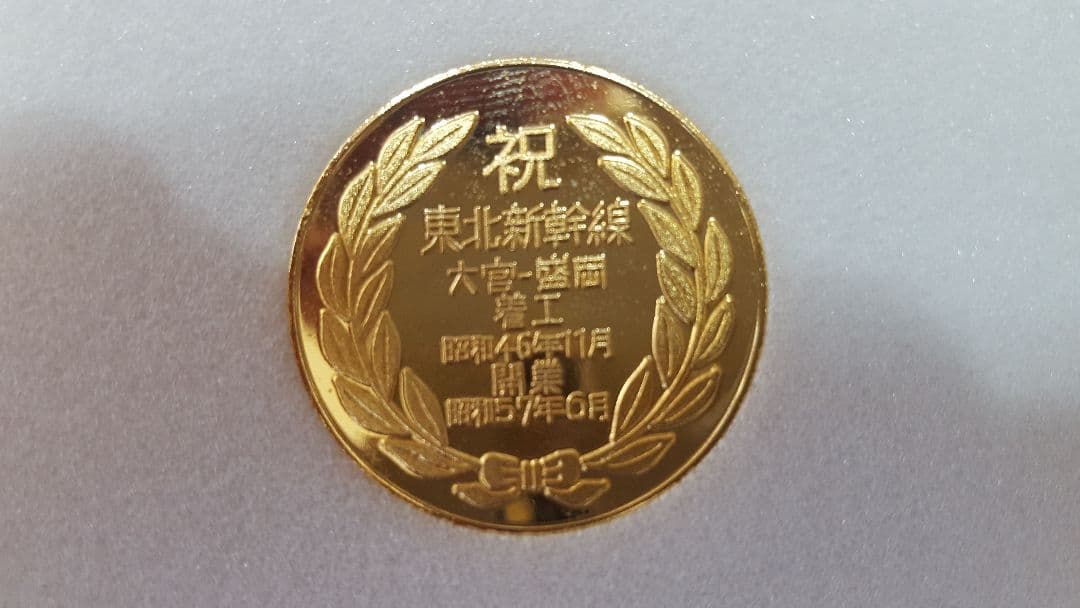 祝
東北新幹線
大宮-盛岡
着工
昭和46年11月
開業
昭和57年6月